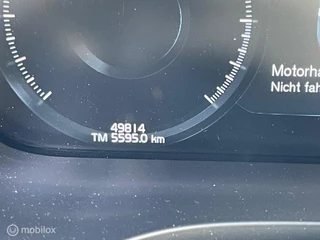 49814
TM 5595.0 km
Motorha
Nicht fah
mobilox